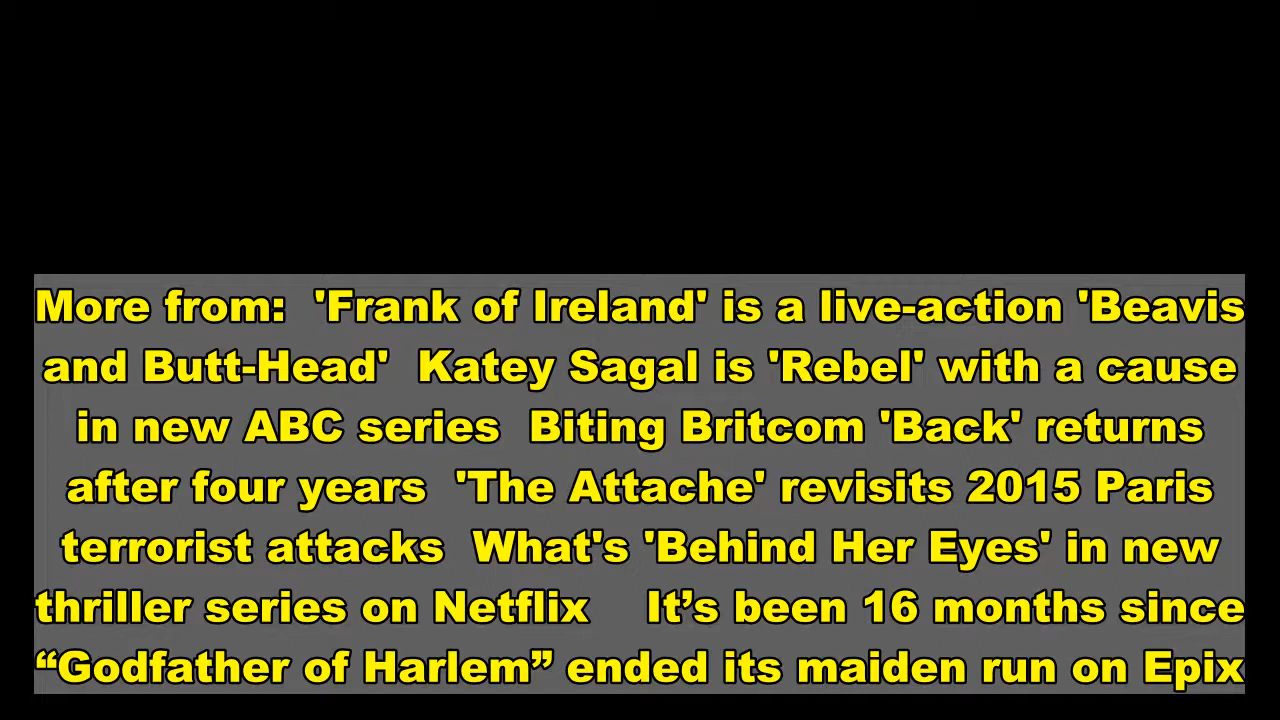 More from:  'Frank of Ireland' is a live-action 'Beavis
and Butt-Head'  Katey Sagal is 'Rebel' with a cause
in new ABC series  Biting Britcom 'Back' returns
after four years  'The Attache' revisits 2015 Paris
terrorist attacks  What's 'Behind Her Eyes' in new
thriller series on Netflix    It’s been 16 months since
“Godfather of Harlem” ended its maiden run on Epix